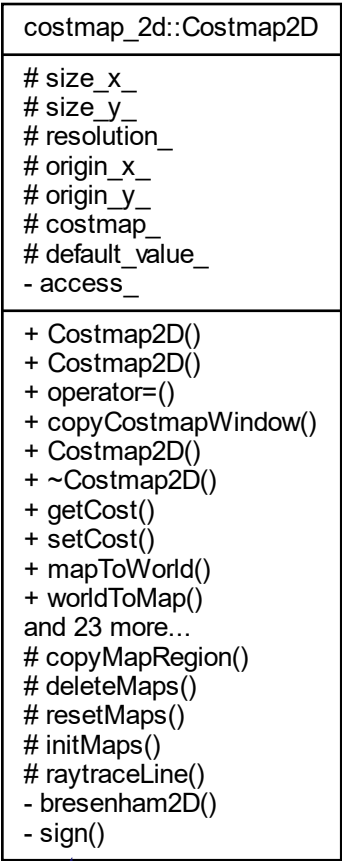 costmap_2d::Costmap2D
# size_x_
# size_y_
# resolution_
# origin_x_
# origin_y_
# costmap_
# default_value_
- access_
+ Costmap2D()
+ Costmap2D()
+ operator=()
+ copyCostmapWindow()
+ Costmap2D()
+ ~Costmap2D()
+ getCost()
+ setCost()
+ mapToWorld()
+ worldToMap()
and 23 more...
# copyMapRegion()
# deleteMaps()
# resetMaps()
# initMaps()
# raytraceLine()
- bresenham2D()
- sign()